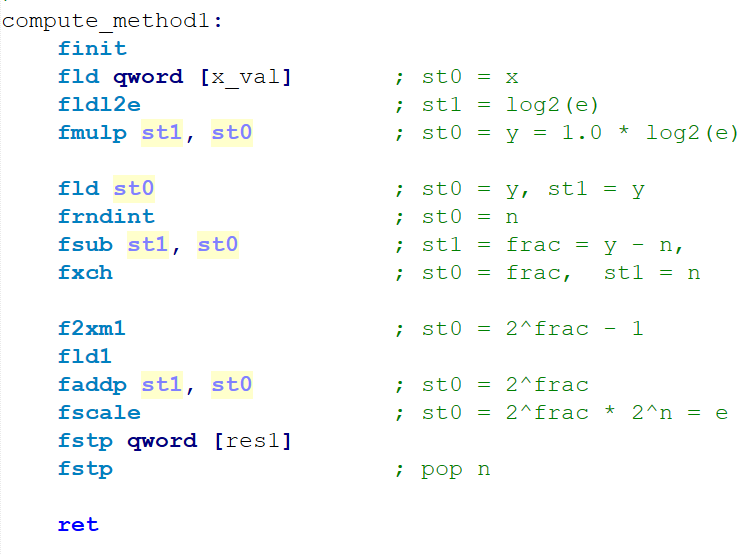 compute_method1:
finit
fld qword [x_val] ; st0 = x
fldl2e ; st1 = log2(e)
fmulp st1, st0 ; st0 = y = 1.0 * log2(e)
fld st0 ; st0 = y, st1 = y
frndint ; st0 = n
fsub st1, st0 ; st1 = frac = y - n,
fxch ; st0 = frac, st1 = n
f2xm1 ; st0 = 2^frac - 1
fld1
faddp st1, st0 ; st0 = 2^frac
fscale ; st0 = 2^frac * 2^n = e
fstp qword [res1]
fstp ; pop n
ret